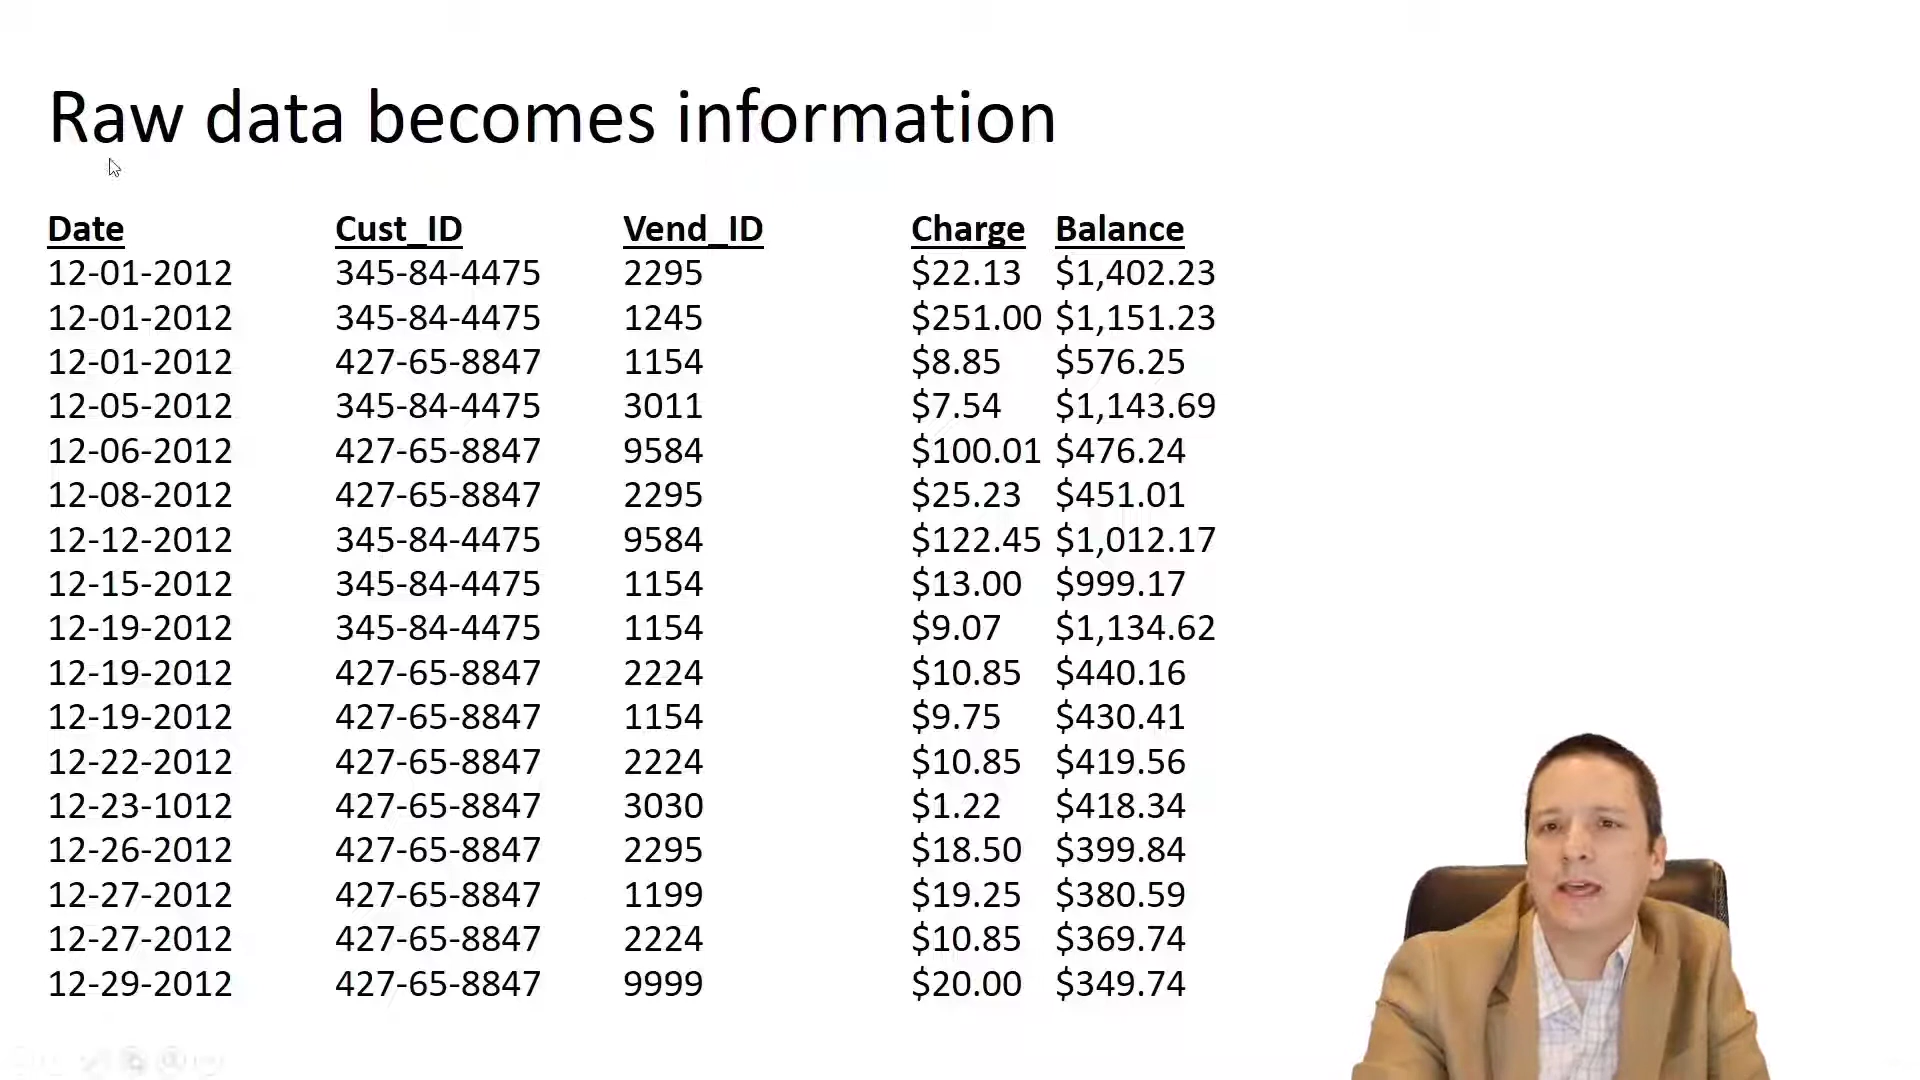 Raw data becomes information
Date Cust_ID Vend_ID Charge Balance
12-01-2012 345-84-4475 2295 $22.13 $1,402.23
12-01-2012 345-84-4475 1245 $251.00 $1,151.23
12-01-2012 427-65-8847 1154 $8.85 $576.25
12-05-2012 345-84-4475 3011 $7.54 $1,143.69
12-06-2012 427-65-8847 9584 $100.01 $476.24
12-08-2012 427-65-8847 2295 $25.23 $451.01
12-12-2012 345-84-4475 9584 $122.45 $1,012.17
12-15-2012 345-84-4475 1154 $13.00 $999.17
12-19-2012 345-84-4475 1154 $9.07 $1,134.62
12-19-2012 427-65-8847 2224 $10.85 $440.16
12-19-2012 427-65-8847 1154 $9.75 $430.41
12-22-2012 427-65-8847 2224 $10.85 $419.56
12-23-1012 427-65-8847 3030 $1.22 $418.34
12-26-2012 427-65-8847 2295 $18.50 $399.84
12-27-2012 427-65-8847 1199 $19.25 $380.59
12-27-2012 427-65-8847 2224 $10.85 $369.74
12-29-2012 427-65-8847 9999 $20.00 $349.74